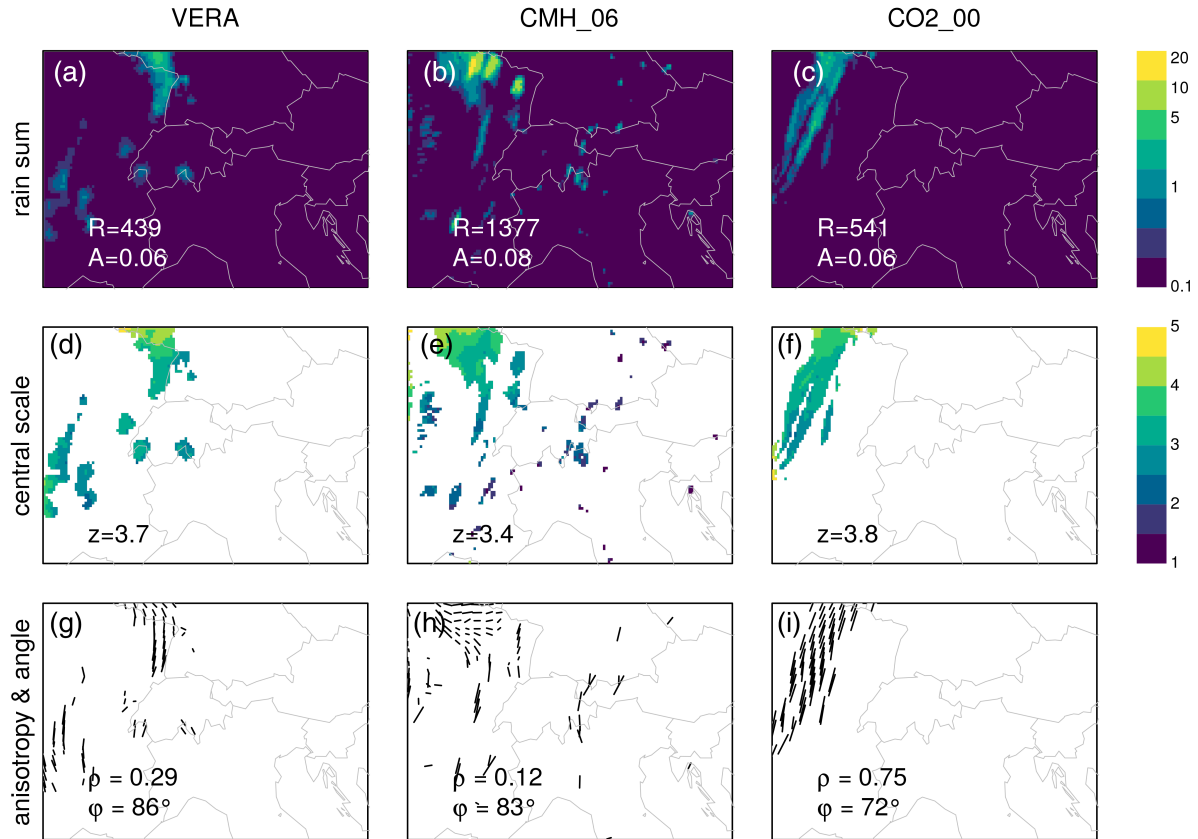 VERA CMH_06 CO2_00
rain sum
(a) (b) (c)
R=439
A=0.06
R=1377
A=0.08
R=541
A=0.06
20
10
5
1
0.1
central scale
(d) (e) (f)
z=3.7 z=3.4 z=3.8
5
4
3
2
1
anisotropy & angle
(g) (h) (i)
ρ = 0.29
φ = 86°
ρ = 0.12
φ = 83°
ρ = 0.75
φ = 72°